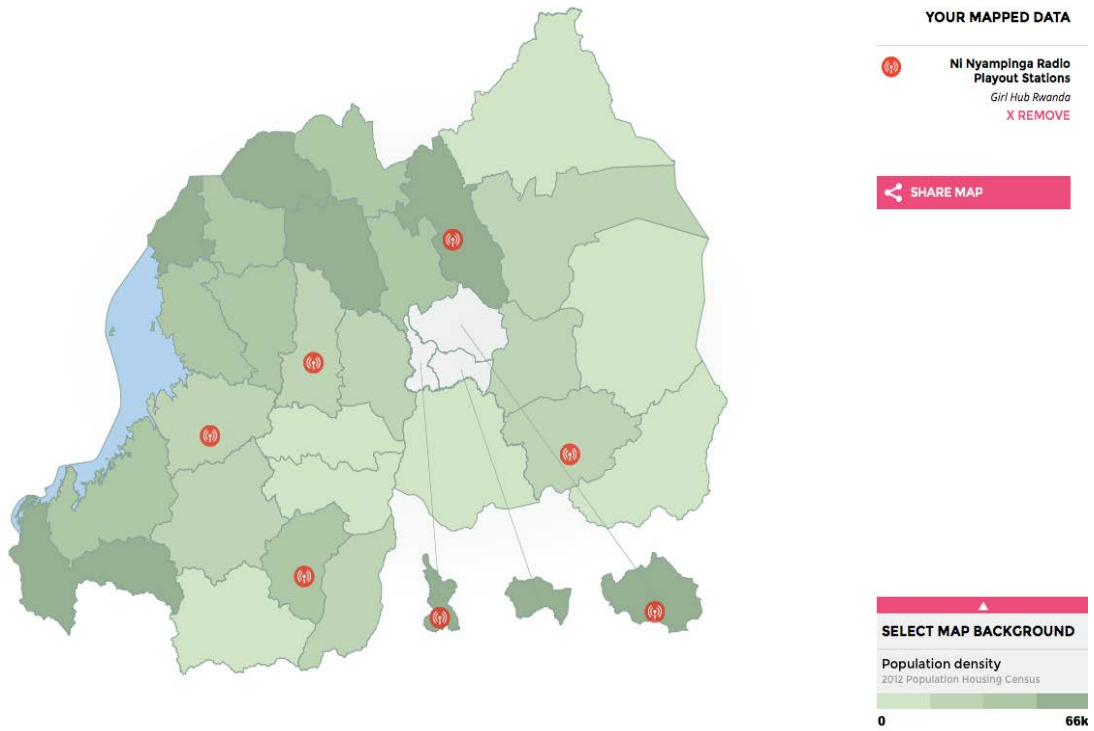 YOUR MAPPED DATA
Ni Nyampinga Radio
Playout Stations
Girl Hub Rwanda
X REMOVE
SHARE MAP
SELECT MAP BACKGROUND
Population density
2012 Population Housing Census
0 66k